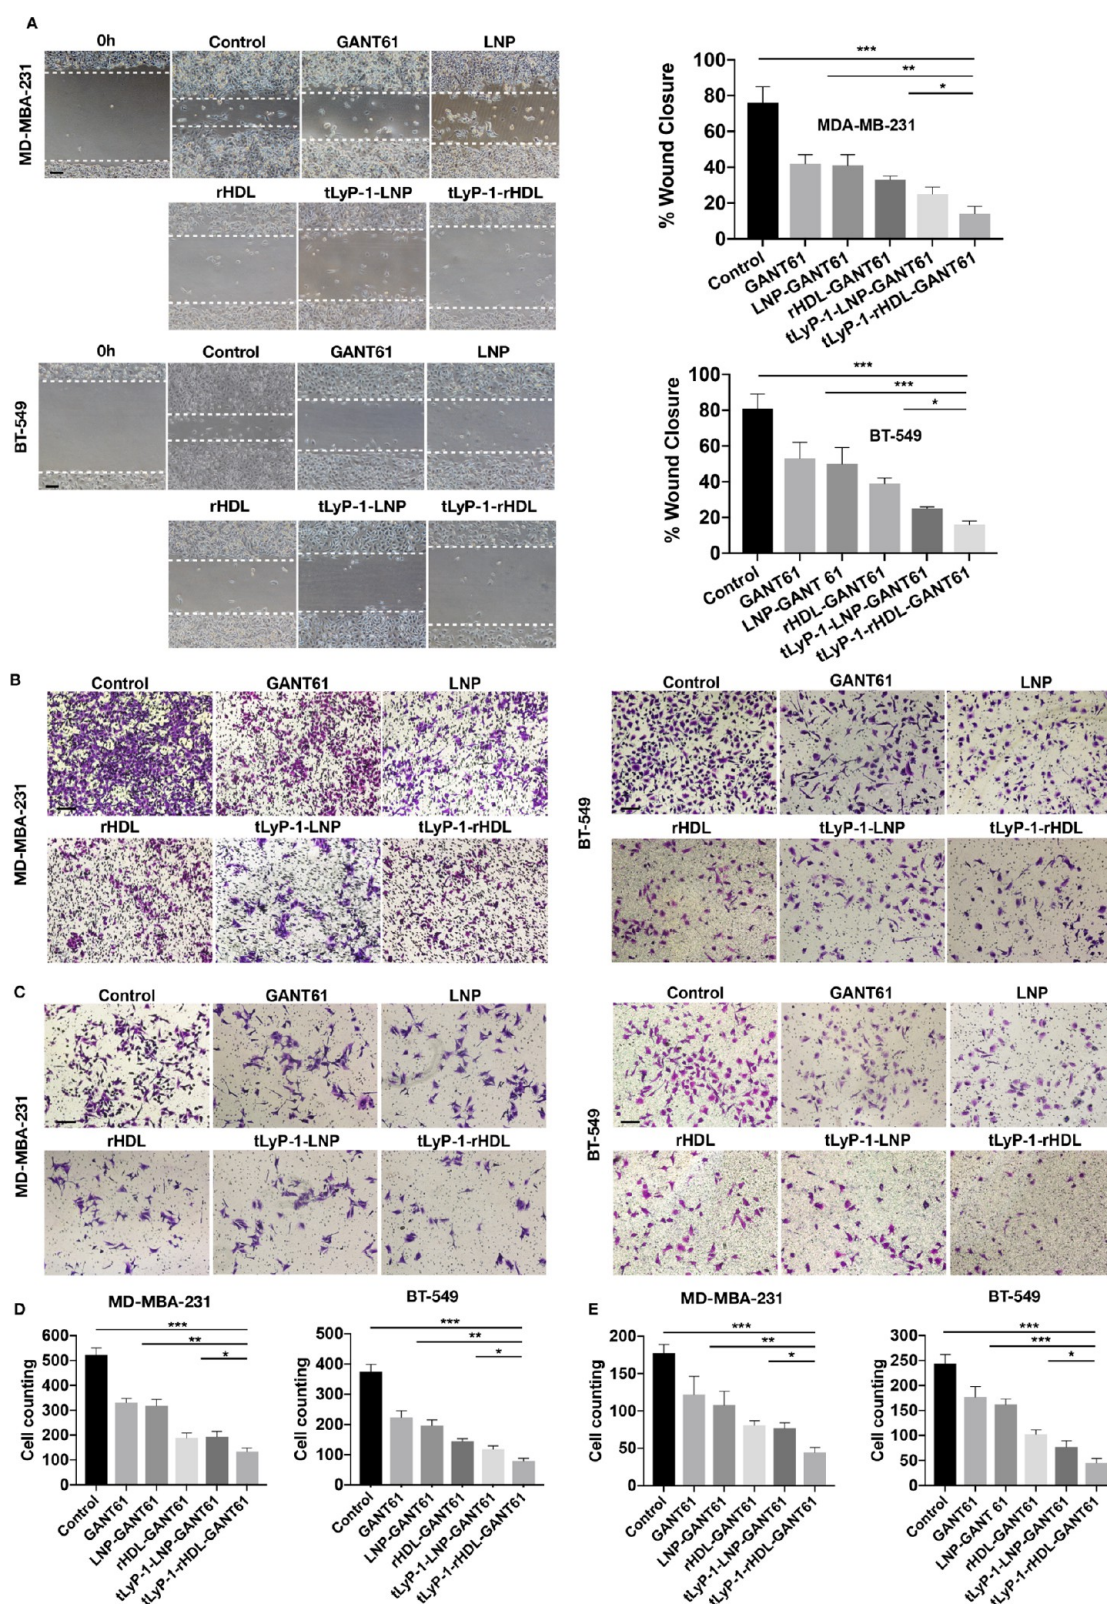 A
0h Control GANT61 LNP
MD-MBA-231
rHDL tLyP-1-LNP tLyP-1-rHDL
0h Control GANT61 LNP
BT-549
rHDL tLyP-1-LNP tLyP-1-rHDL
% Wound Closure
80
60
40
20
0
***
**
*
MDA-MB-231
Control
GANT61
LNP-GANT61
rHDL-GANT61
tLyP-1-LNP-GANT61
tLyP-1-rHDL-GANT61
% Wound Closure
100
80
60
40
20
0
***
***
*
BT-549
Control
GANT61
LNP-GANT 61
rHDL-GANT61
tLyP-1-LNP-GANT61
tLyP-1-rHDL-GANT61
B
Control GANT61 LNP
MD-MBA-231
rHDL tLyP-1-LNP tLyP-1-rHDL
Control GANT61 LNP
BT-549
rHDL tLyP-1-LNP tLyP-1-rHDL
C
Control GANT61 LNP
MD-MBA-231
rHDL tLyP-1-LNP tLyP-1-rHDL
Control GANT61 LNP
BT-549
rHDL tLyP-1-LNP tLyP-1-rHDL
D
MD-MBA-231
Cell counting
600
500
400
300
200
100
0
***
**
*
Control
GANT61
LNP-GANT61
rHDL-GANT61
tLyP-1-LNP-GANT61
tLyP-1-rHDL-GANT61
BT-549
Cell counting
500
400
300
200
100
0
***
**
*
Control
GANT61
LNP-GANT61
rHDL-GANT61
tLyP-1-LNP-GANT61
tLyP-1-rHDL-GANT61
E
MD-MBA-231
Cell counting
200
150
100
50
0
***
**
*
Control
GANT61
LNP-GANT61
rHDL-GANT61
tLyP-1-LNP-GANT61
tLyP-1-rHDL-GANT61
BT-549
Cell counting
300
250
200
150
100
50
0
***
***
*
Control
GANT61
LNP-GANT 61
rHDL-GANT61
tLyP-1-LNP-GANT61
tLyP-1-rHDL-GANT61